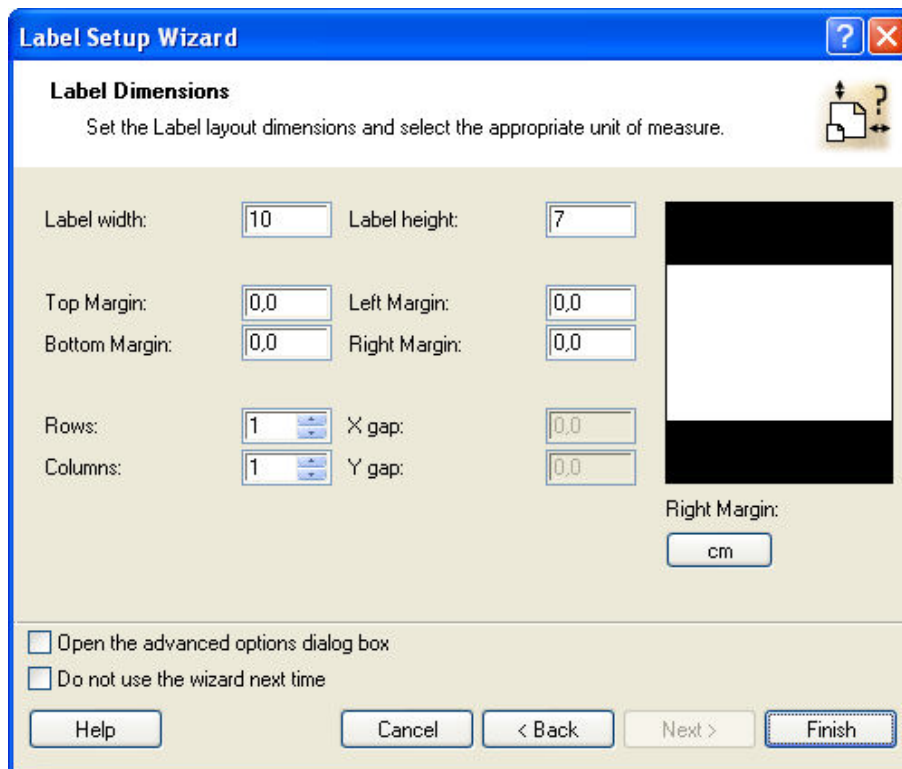 Label Setup Wizard
Label Dimensions
Set the Label layout dimensions and select the appropriate unit of measure.
Label width: 10 Label height: 7
Top Margin: 0,0 Left Margin: 0,0
Bottom Margin: 0,0 Right Margin: 0,0
Rows: 1 X gap: 0,0
Columns: 1 Y gap: 0,0
Right Margin:
cm
Open the advanced options dialog box
Do not use the wizard next time
Help Cancel < Back Next > Finish